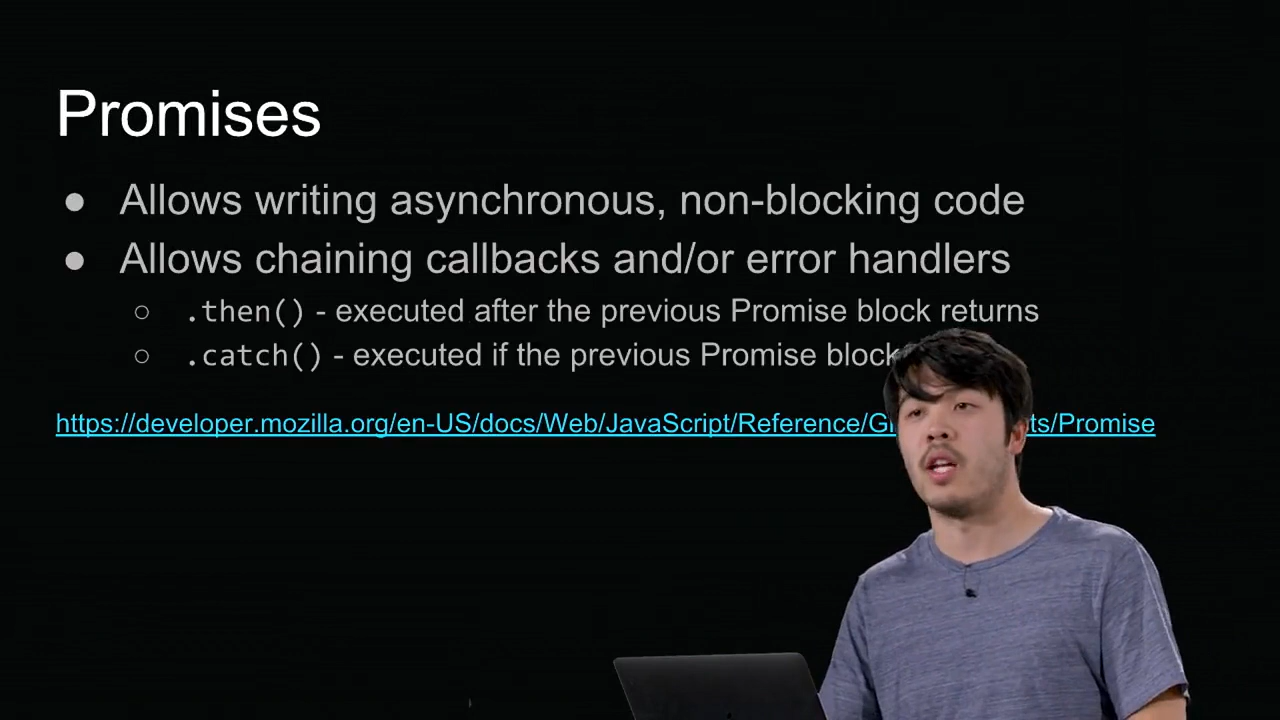 Promises
● Allows writing asynchronous, non-blocking code
● Allows chaining callbacks and/or error handlers
○ .then() - executed after the previous Promise block returns
○ .catch() - executed if the previous Promise block
https://developer.mozilla.org/en-US/docs/Web/JavaScript/Reference/Gl ts/Promise